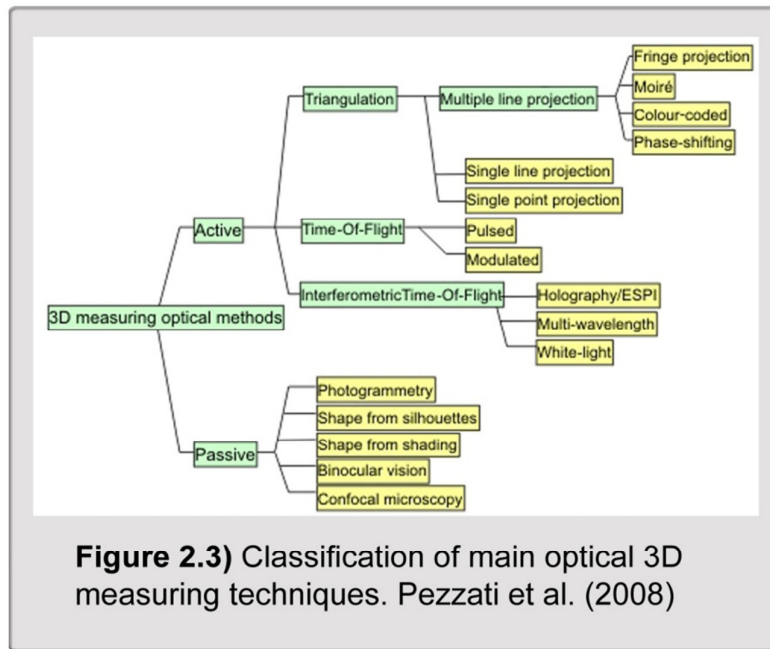 Fringe projection
Moiré
Triangulation
Multiple line projection
Colour-coded
Phase-shifting
Single line projection
Single point projection
Active
Time-Of-Flight
Pulsed
Modulated
InterferometricTime-Of-Flight
Holography/ESPI
3D measuring optical methods
Multi-wavelength
White-light
Photogrammetry
Shape from silhouettes
Shape from shading
Passive
Binocular vision
Confocal microscopy
Figure 2.3) Classification of main optical 3D
measuring techniques. Pezzati et al. (2008)